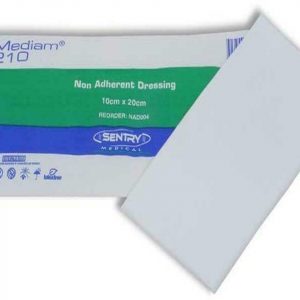 Mediam®
210
Non Adherent Dressing
10cm x 20cm
REORDER: NAD004
SENTRY
MEDICAL